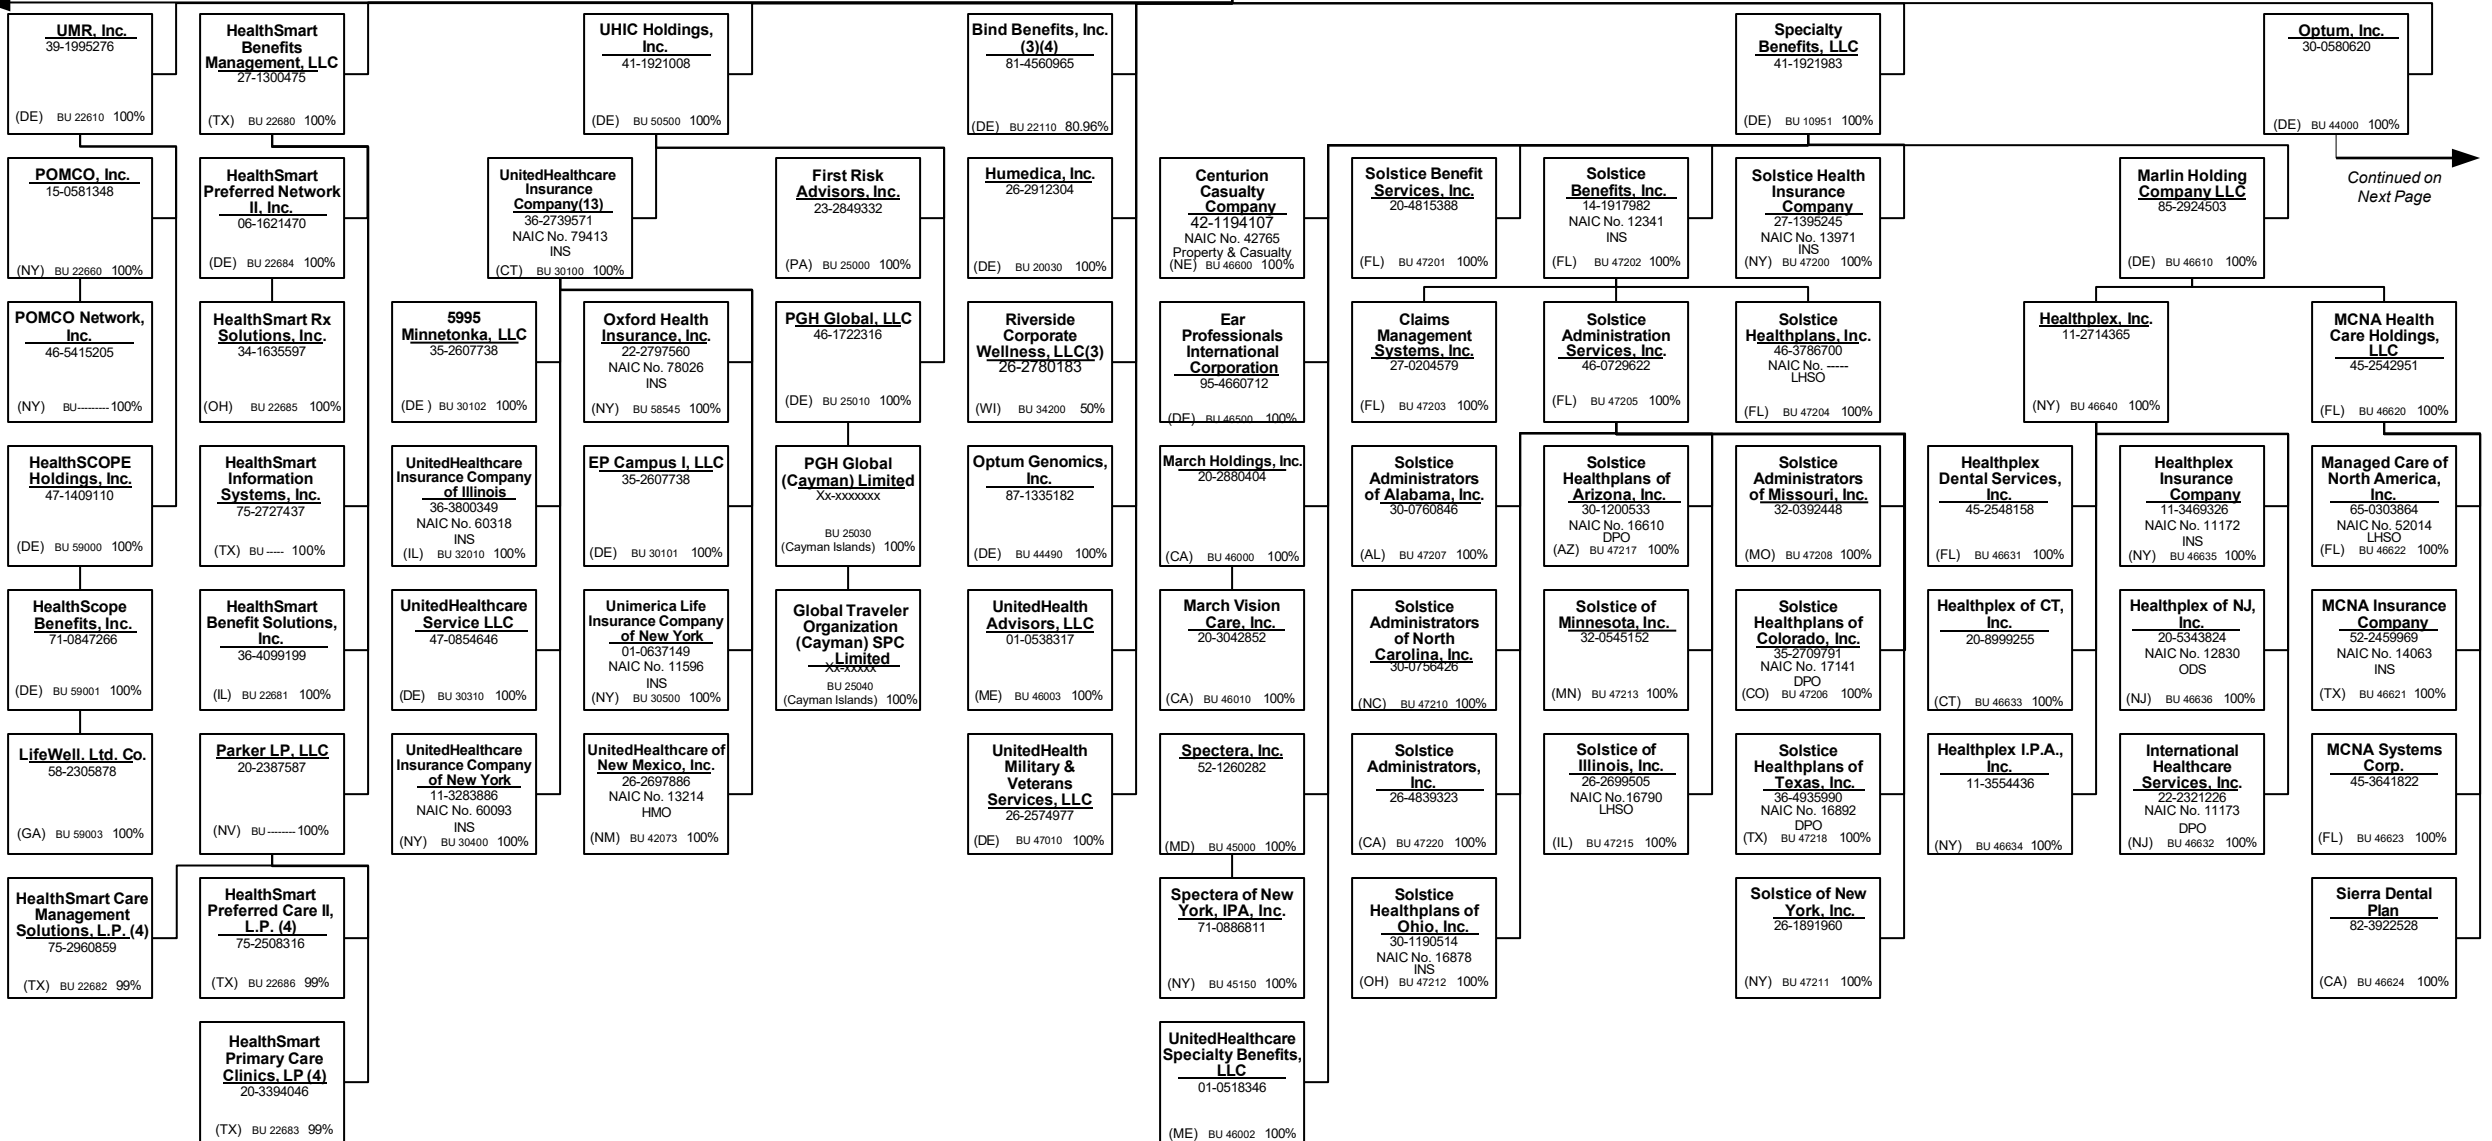 UMR, Inc.
39-1995276
(DE) BU 22610 100%
HealthSmart
Benefits
Management, LLC
27-1300475
(TX) BU 22680 100%
UHIC Holdings,
Inc.
41-1921008
(DE) BU 50500 100%
Bind Benefits, Inc.
(3)(4)
81-4560965
(DE) BU 22110 80.96%
Specialty
Benefits, LLC
41-1921983
(DE) BU 10951 100%
Optum, Inc.
30-0580620
(DE) BU 44000 100%
POMCO, Inc.
15-0581348
(NY) BU 22660 100%
HealthSmart
Preferred Network
II, Inc.
06-1621470
(DE) BU 22684 100%
UnitedHealthcare
Insurance
Company(13)
36-2739571
NAIC No. 79413
INS
(CT) BU 30100 100%
First Risk
Advisors, Inc.
23-2849332
(PA) BU 25000 100%
Humedica, Inc.
26-2912304
(DE) BU 20030 100%
Centurion
Casualty
Company
42-1194107
NAIC No. 42765
Property & Casualty
(NE) BU 46600 100%
Solstice Benefit
Services, Inc.
20-4815388
(FL) BU 47201 100%
Solstice
Benefits, Inc.
14-1917982
NAIC No. 12341
INS
(FL) BU 47202 100%
Solstice Health
Insurance
Company
27-1395245
NAIC No. 13971
INS
(NY) BU 47200 100%
Marlin Holding
Company LLC
85-2924503
(DE) BU 46610 100%
Continued on
Next Page
POMCO Network,
Inc.
46-5415205
(NY) BU--------- 100%
HealthSmart Rx
Solutions, Inc.
34-1635597
(OH) BU 22685 100%
5995
Minnetonka, LLC
35-2607738
(DE ) BU 30102 100%
Oxford Health
Insurance, Inc.
22-2797560
NAIC No. 78026
INS
(NY) BU 58545 100%
PGH Global, LLC
46-1722316
(DE) BU 25010 100%
Riverside
Corporate
Wellness, LLC(3)
26-2780183
(WI) BU 34200 50%
Ear
Professionals
International
Corporation
95-4660712
(DE) BU 46500 100%
Claims
Management
Systems, Inc.
27-0204579
(FL) BU 47203 100%
Solstice
Administration
Services, Inc.
46-0729622
(FL) BU 47205 100%
Solstice
Healthplans, Inc.
46-3786700
NAIC No. -----
LHSO
(FL) BU 47204 100%
Healthplex, Inc.
11-2714365
(NY) BU 46640 100%
MCNA Health
Care Holdings,
LLC
45-2542951
(FL) BU 46620 100%
HealthSCOPE
Holdings, Inc.
47-1409110
(DE) BU 59000 100%
HealthSmart
Information
Systems, Inc.
75-2727437
(TX) BU ----- 100%
UnitedHealthcare
Insurance Company
of Illinois
36-3800349
NAIC No. 60318
INS
(IL) BU 32010 100%
EP Campus I, LLC
35-2607738
(DE) BU 30101 100%
PGH Global
(Cayman) Limited
Xx-xxxxxxx
BU 25030
(Cayman Islands) 100%
Optum Genomics,
Inc.
87-1335182
(DE) BU 44490 100%
March Holdings, Inc.
20-2880404
(CA) BU 46000 100%
Solstice
Administrators
of Alabama, Inc.
30-0760846
(AL) BU 47207 100%
Solstice
Healthplans of
Arizona, Inc.
30-1200533
NAIC No. 16610
DPO
(AZ) BU 47217 100%
Solstice
Administrators
of Missouri, Inc.
32-0392448
(MO) BU 47208 100%
Healthplex
Dental Services,
Inc.
45-2548158
(FL) BU 46631 100%
Healthplex
Insurance
Company
11-3469326
NAIC No. 11172
INS
(NY) BU 46635 100%
Managed Care of
North America,
Inc.
65-0303864
NAIC No. 52014
LHSO
(FL) BU 46622 100%
HealthScope
Benefits, Inc.
71-0847266
(DE) BU 59001 100%
HealthSmart
Benefit Solutions,
Inc.
36-4099199
(IL) BU 22681 100%
UnitedHealthcare
Service LLC
47-0854646
(DE) BU 30310 100%
Unimerica Life
Insurance Company
of New York
01-0637149
NAIC No. 11596
INS
(NY) BU 30500 100%
Global Traveler
Organization
(Cayman) SPC
Limited
Xx-xxxxx
BU 25040
(Cayman Islands) 100%
UnitedHealth
Advisors, LLC
01-0538317
(ME) BU 46003 100%
March Vision
Care, Inc.
20-3042852
(CA) BU 46010 100%
Solstice
Administrators
of North
Carolina, Inc.
30-0756426
(NC) BU 47210 100%
Solstice of
Minnesota, Inc.
32-0545152
(MN) BU 47213 100%
Solstice
Healthplans of
Colorado, Inc.
35-2709791
NAIC No. 17141
DPO
(CO) BU 47206 100%
Healthplex of CT,
Inc.
20-8999255
(CT) BU 46633 100%
Healthplex of NJ,
Inc.
20-5343824
NAIC No. 12830
ODS
(NJ) BU 46636 100%
MCNA Insurance
Company
52-2459969
NAIC No. 14063
INS
(TX) BU 46621 100%
LifeWell. Ltd. Co.
58-2305878
(GA) BU 59003 100%
Parker LP, LLC
20-2387587
(NV) BU-------- 100%
UnitedHealthcare
Insurance Company
of New York
11-3283886
NAIC No. 60093
INS
(NY) BU 30400 100%
UnitedHealthcare of
New Mexico, Inc.
26-2697886
NAIC No. 13214
HMO
(NM) BU 42073 100%
UnitedHealth
Military &
Veterans
Services, LLC
26-2574977
(DE) BU 47010 100%
Spectera, Inc.
52-1260282
(MD) BU 45000 100%
Solstice
Administrators,
Inc.
26-4839323
(CA) BU 47220 100%
Solstice of
Illinois, Inc.
26-2699505
NAIC No.16790
LHSO
(IL) BU 47215 100%
Solstice
Healthplans of
Texas, Inc.
36-4935990
NAIC No. 16892
DPO
(TX) BU 47218 100%
Healthplex I.P.A.,
Inc.
11-3554436
(NY) BU 46634 100%
International
Healthcare
Services, Inc.
22-2321226
NAIC No. 11173
DPO
(NJ) BU 46632 100%
MCNA Systems
Corp.
45-3641822
(FL) BU 46623 100%
HealthSmart Care
Management
Solutions, L.P. (4)
75-2960859
(TX) BU 22682 99%
HealthSmart
Preferred Care II,
L.P. (4)
75-2508316
(TX) BU 22686 99%
Spectera of New
York, IPA, Inc.
71-0886811
(NY) BU 45150 100%
Solstice
Healthplans of
Ohio, Inc.
30-1190514
NAIC No. 16878
INS
(OH) BU 47212 100%
Solstice of New
York, Inc.
26-1891960
(NY) BU 47211 100%
Sierra Dental
Plan
82-3922528
(CA) BU 46624 100%
HealthSmart
Primary Care
Clinics, LP (4)
20-3394046
(TX) BU 22683 99%
UnitedHealthcare
Specialty Benefits,
LLC
01-0518346
(ME) BU 46002 100%